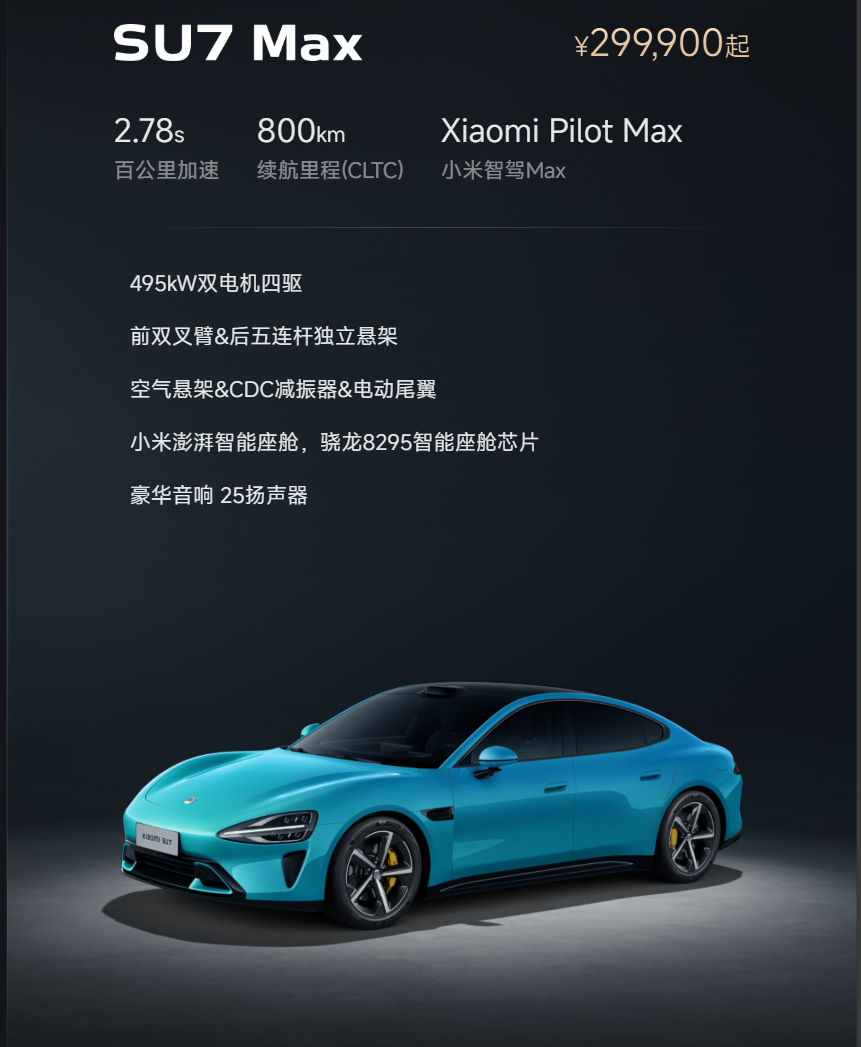 SU7 Max
¥299,900起
2.78s
800km
Xiaomi Pilot Max
百公里加速
续航里程(CLTC)
小米智驾Max
495kW双电机四驱
前双叉臂&后五连杆独立悬架
空气悬架&CDC减振器&电动尾翼
小米澎湃智能座舱，骁龙8295智能座舱芯片
豪华音响 25扬声器
xiaomi SU7